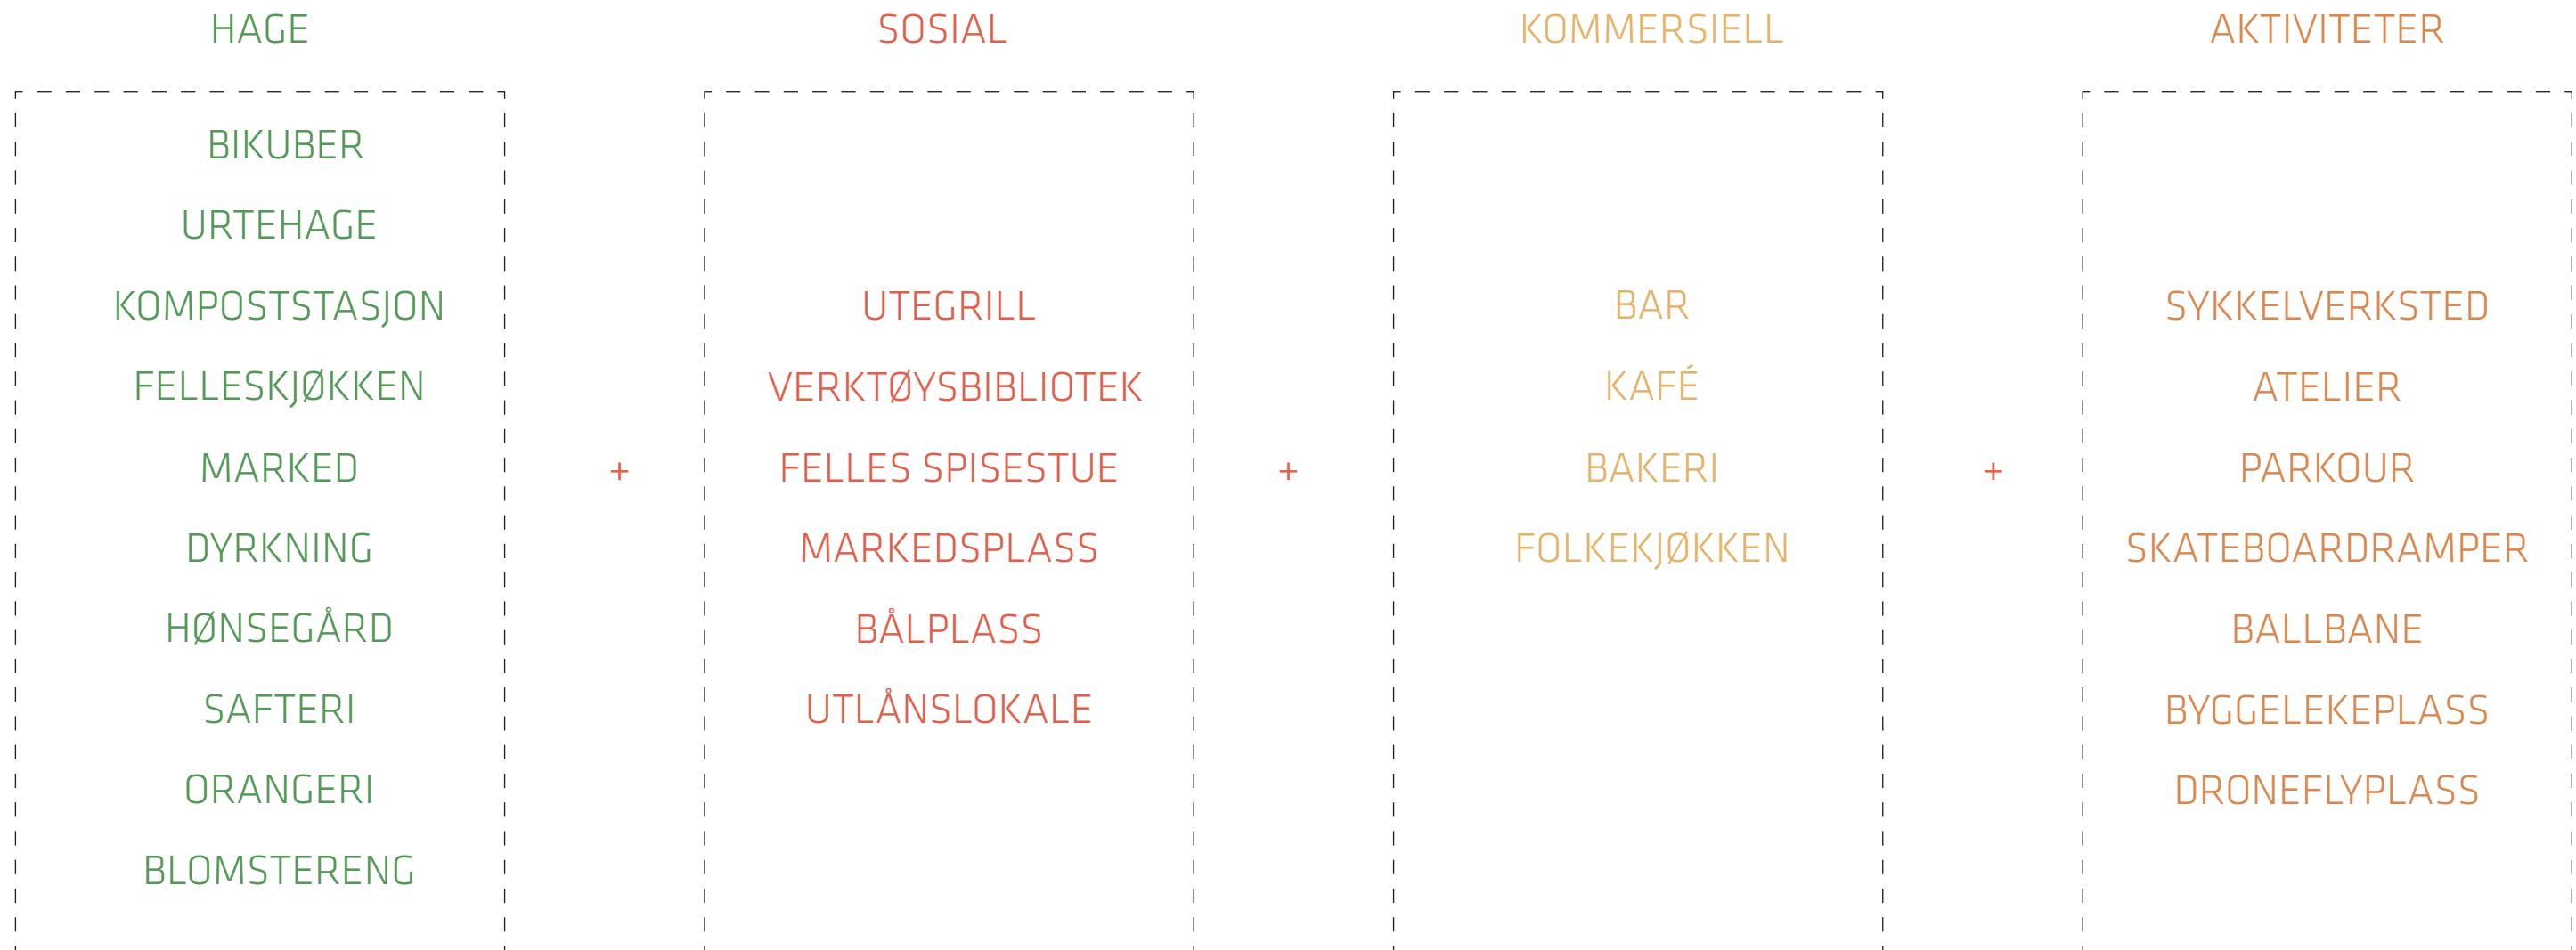 HAGE
BIKUBER
URTEHAGE
KOMPOSTSTASJON
FELLESKJØKKEN
MARKED
DYRKNING
HØNSEGÅRD
SAFTERI
ORANGERI
BLOMSTERENG
+
SOSIAL
UTEGRILL
VERKTØYSBIBLIOTEK
FELLES SPISESTUE
MARKEDSPLASS
BÅLPLASS
UTLÅNSLOKALE
+
KOMMERSIELL
BAR
KAFÉ
BAKERI
FOLKEKJØKKEN
+
AKTIVITETER
SYKKELVERKSTED
ATELIER
PARKOUR
SKATEBOARDRAMPER
BALLBANE
BYGGELEKEPLASS
DRONEFLYPLASS